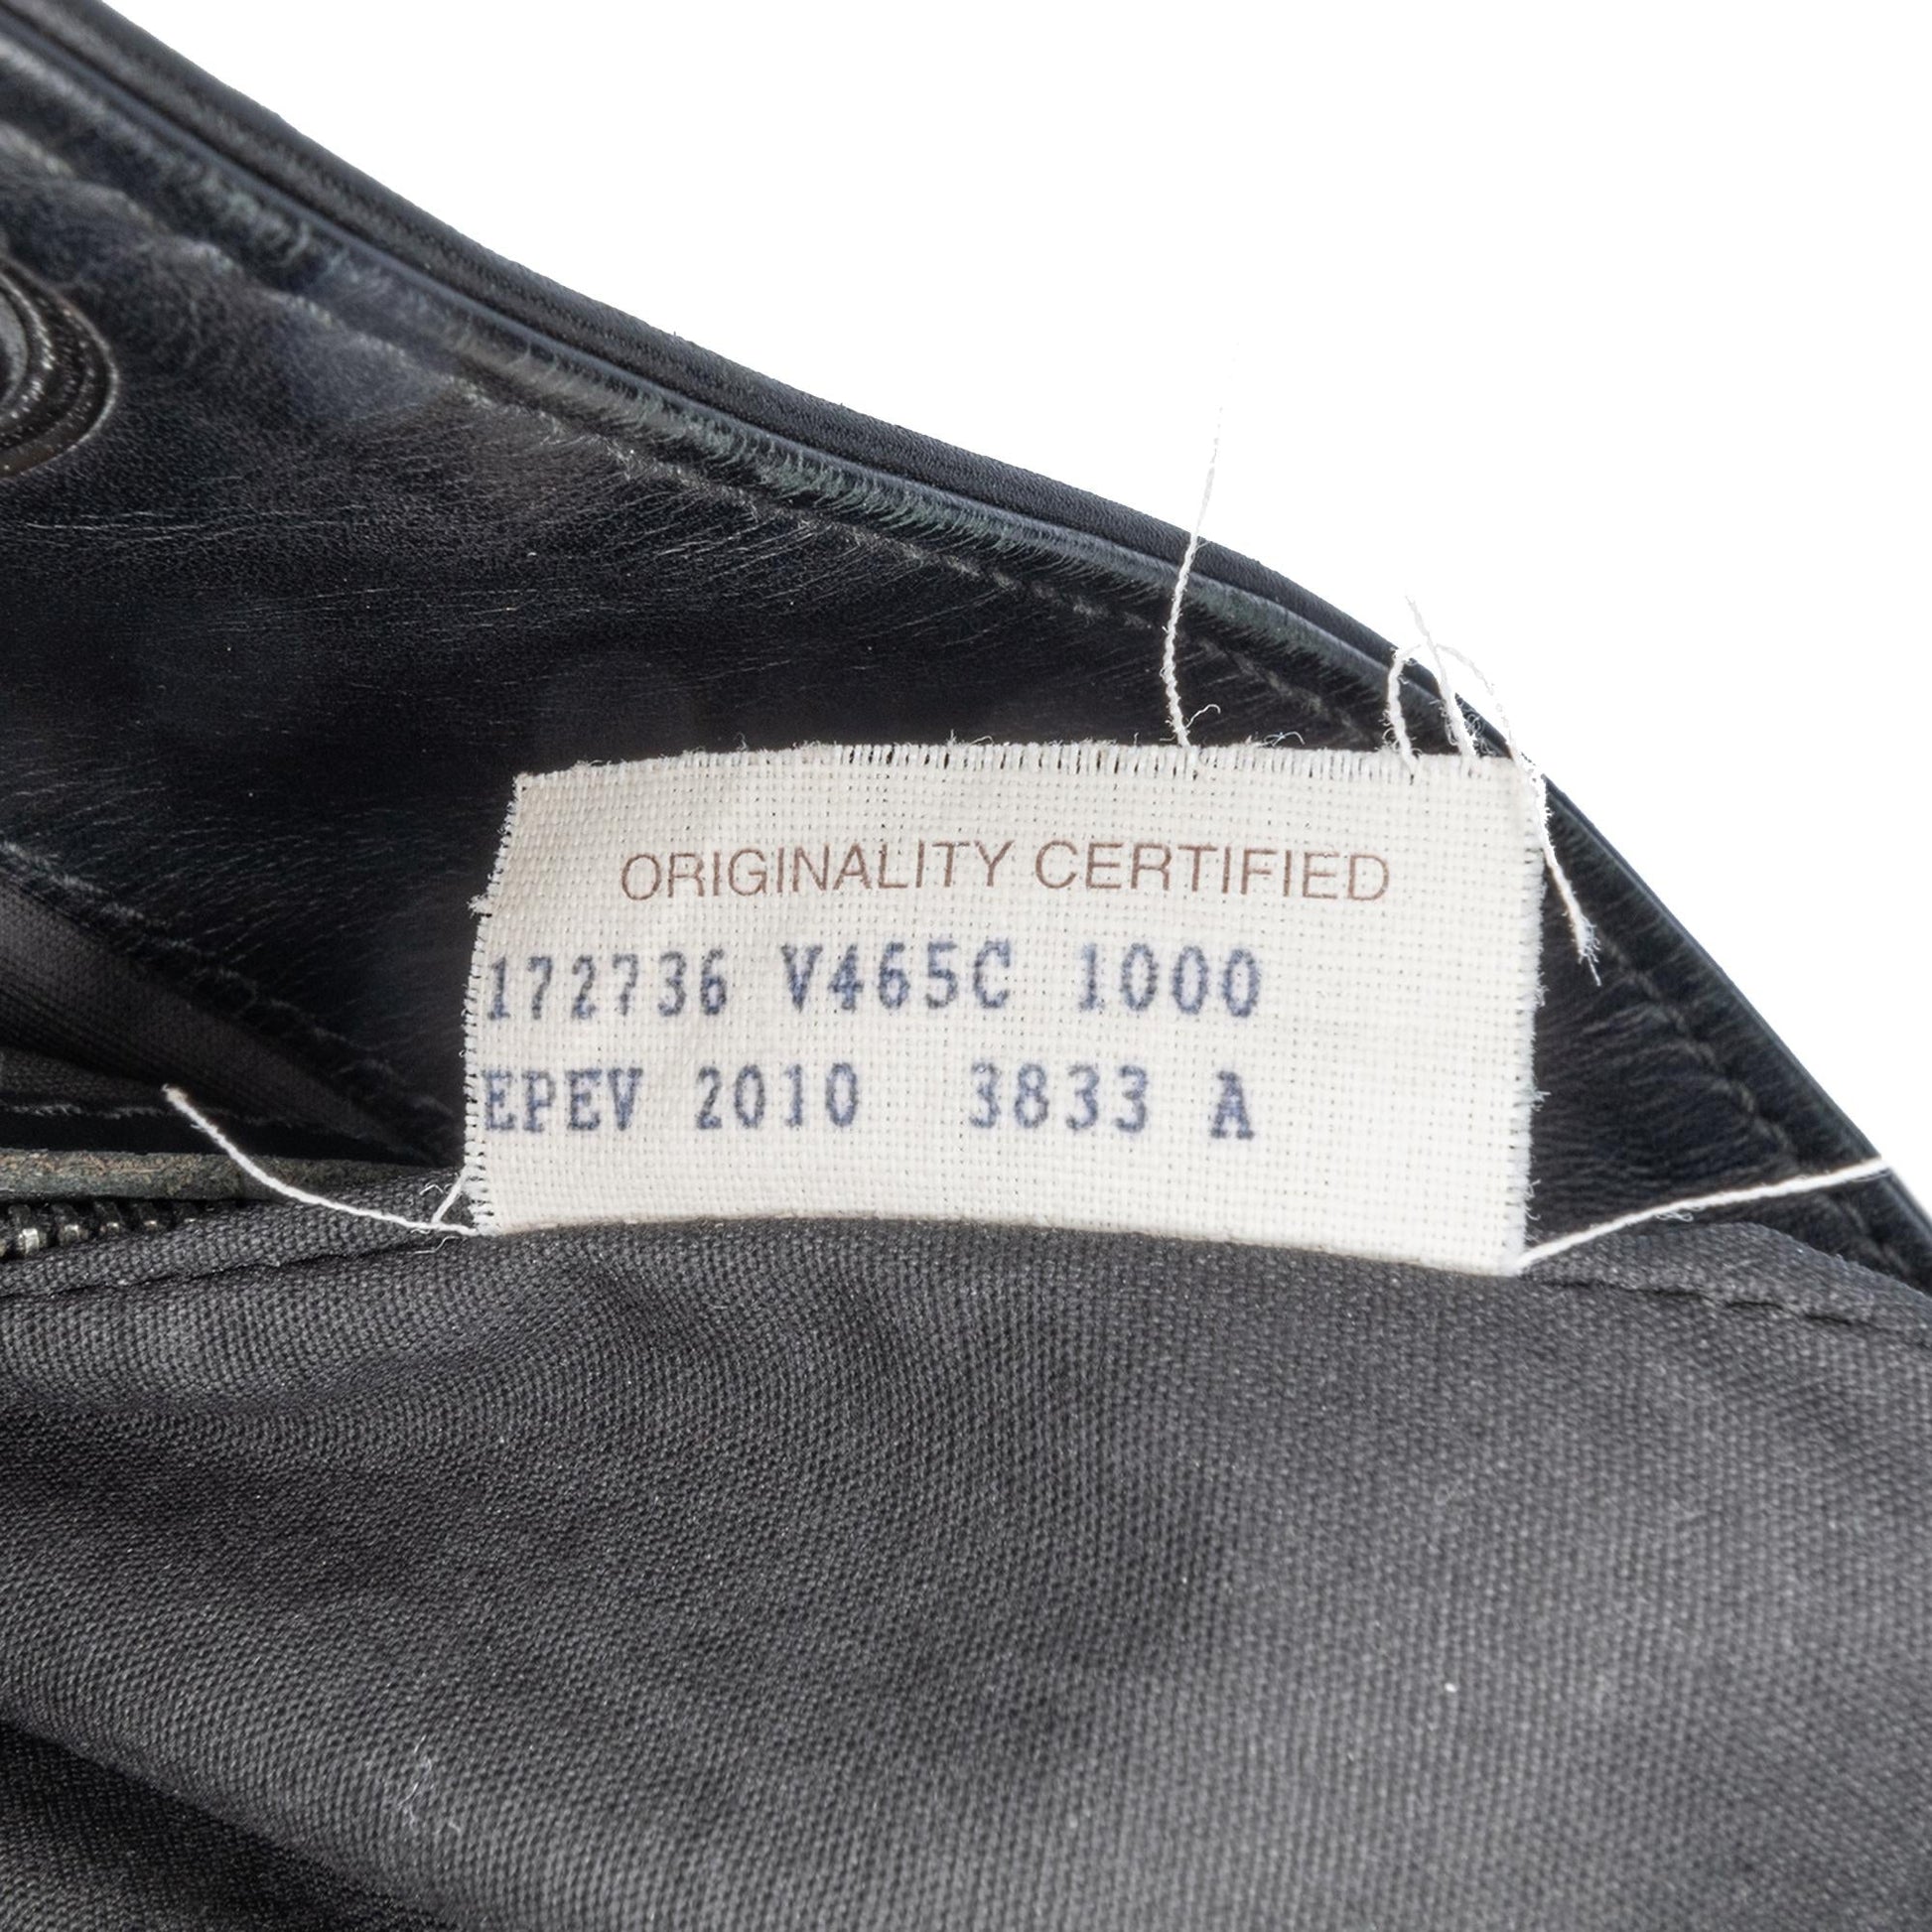 ORIGINALITY CERTIFIED
172736 V465C 1000
EPEV 2010 3833 A